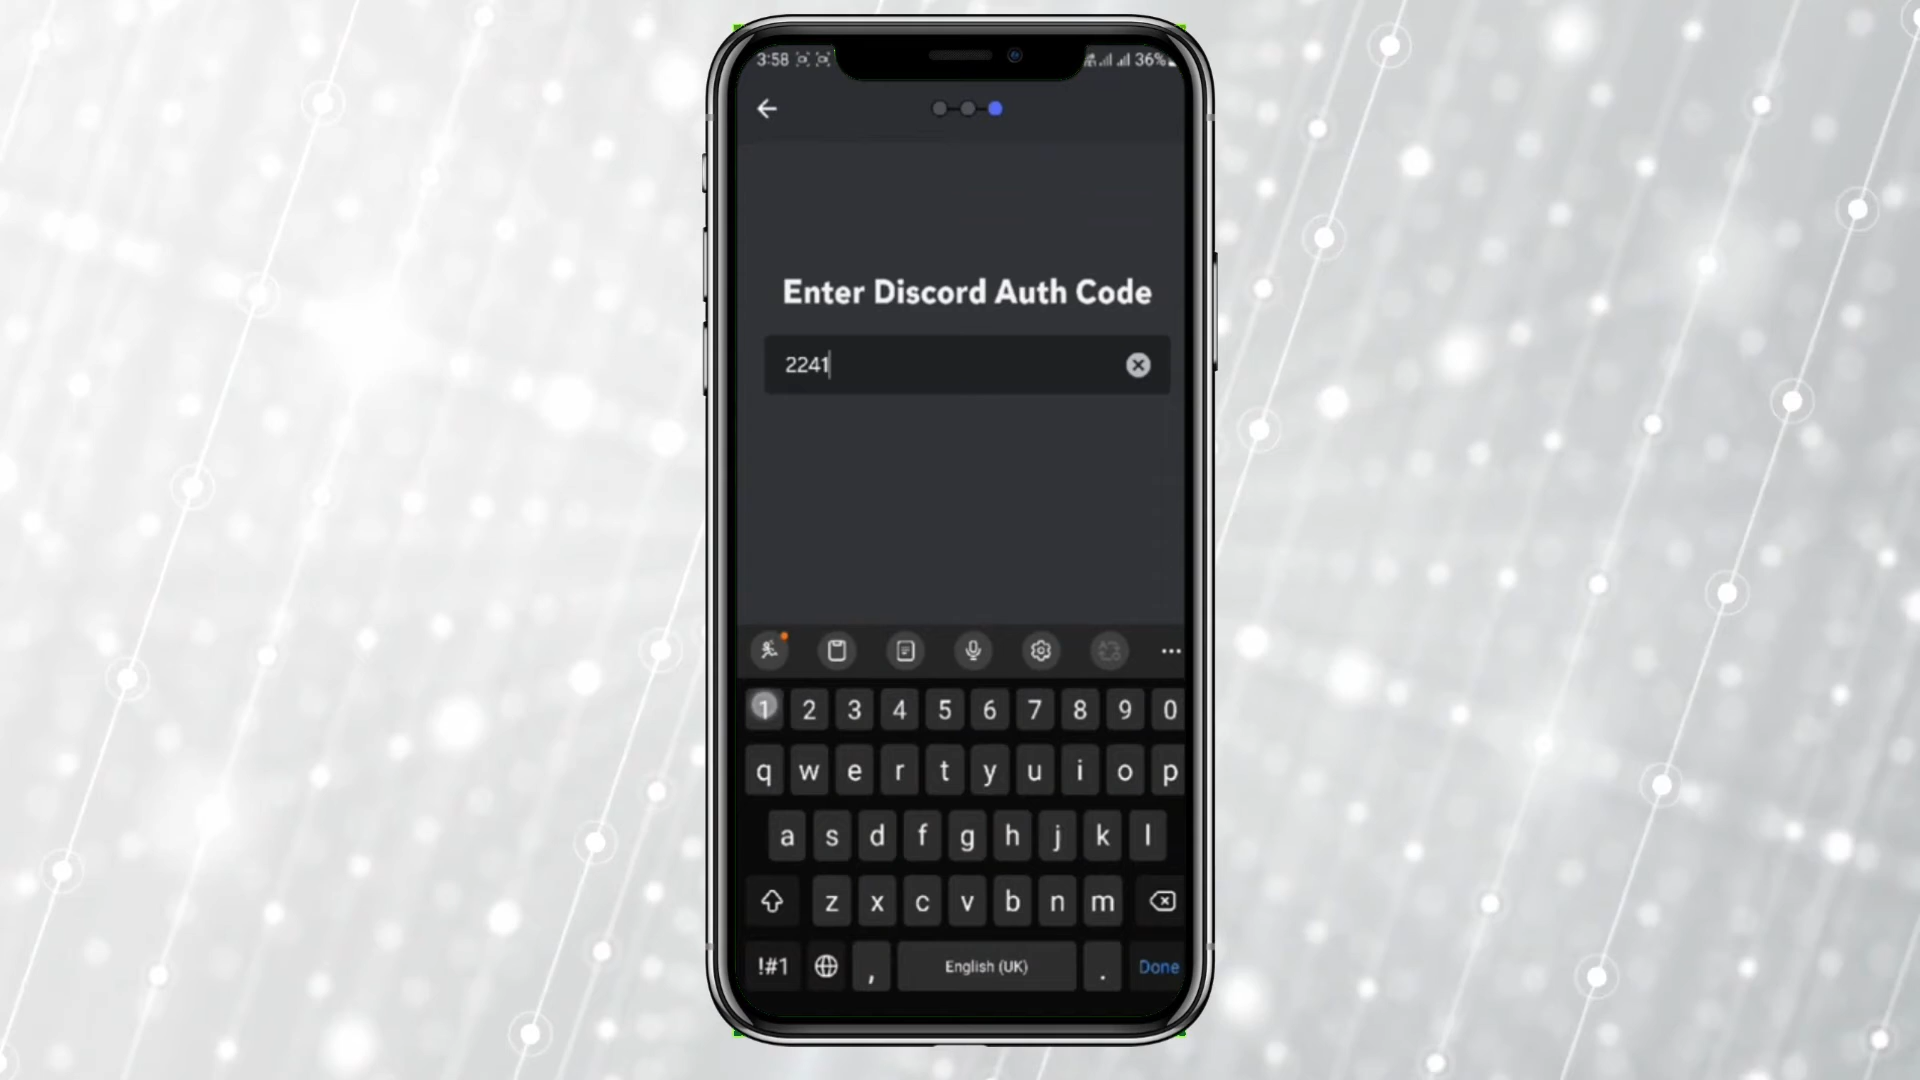 3:58 36%
Enter Discord Auth Code
2241
1 2 3 4 5 6 7 8 9 0
q w e r t y u i o p
a s d f g h j k l
z x c v b n m
!#1 , English (UK) . Done